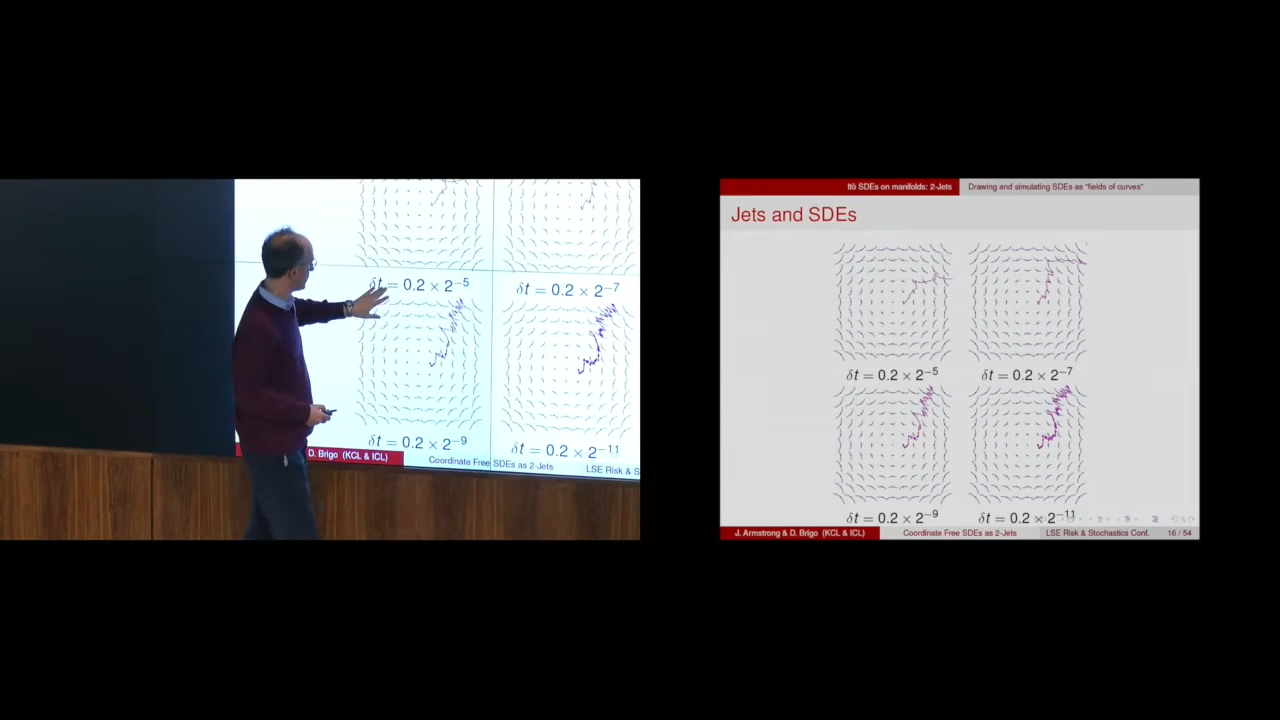 δt = 0.2 × 2⁻⁵ δt = 0.2 × 2⁻⁷
δt = 0.2 × 2⁻⁹ δt = 0.2 × 2⁻¹¹
D. Brigo (KCL & ICL) Coordinate Free SDEs as 2-Jets LSE Risk & S
Itô SDEs on manifolds: 2-Jets Drawing and simulating SDEs as “fields of curves”
Jets and SDEs
δt = 0.2 × 2⁻⁵ δt = 0.2 × 2⁻⁷
δt = 0.2 × 2⁻⁹ δt = 0.2 × 2⁻¹¹
J. Armstrong & D. Brigo (KCL & ICL) Coordinate Free SDEs as 2-Jets LSE Risk & Stochastics Conf. 16 / 54